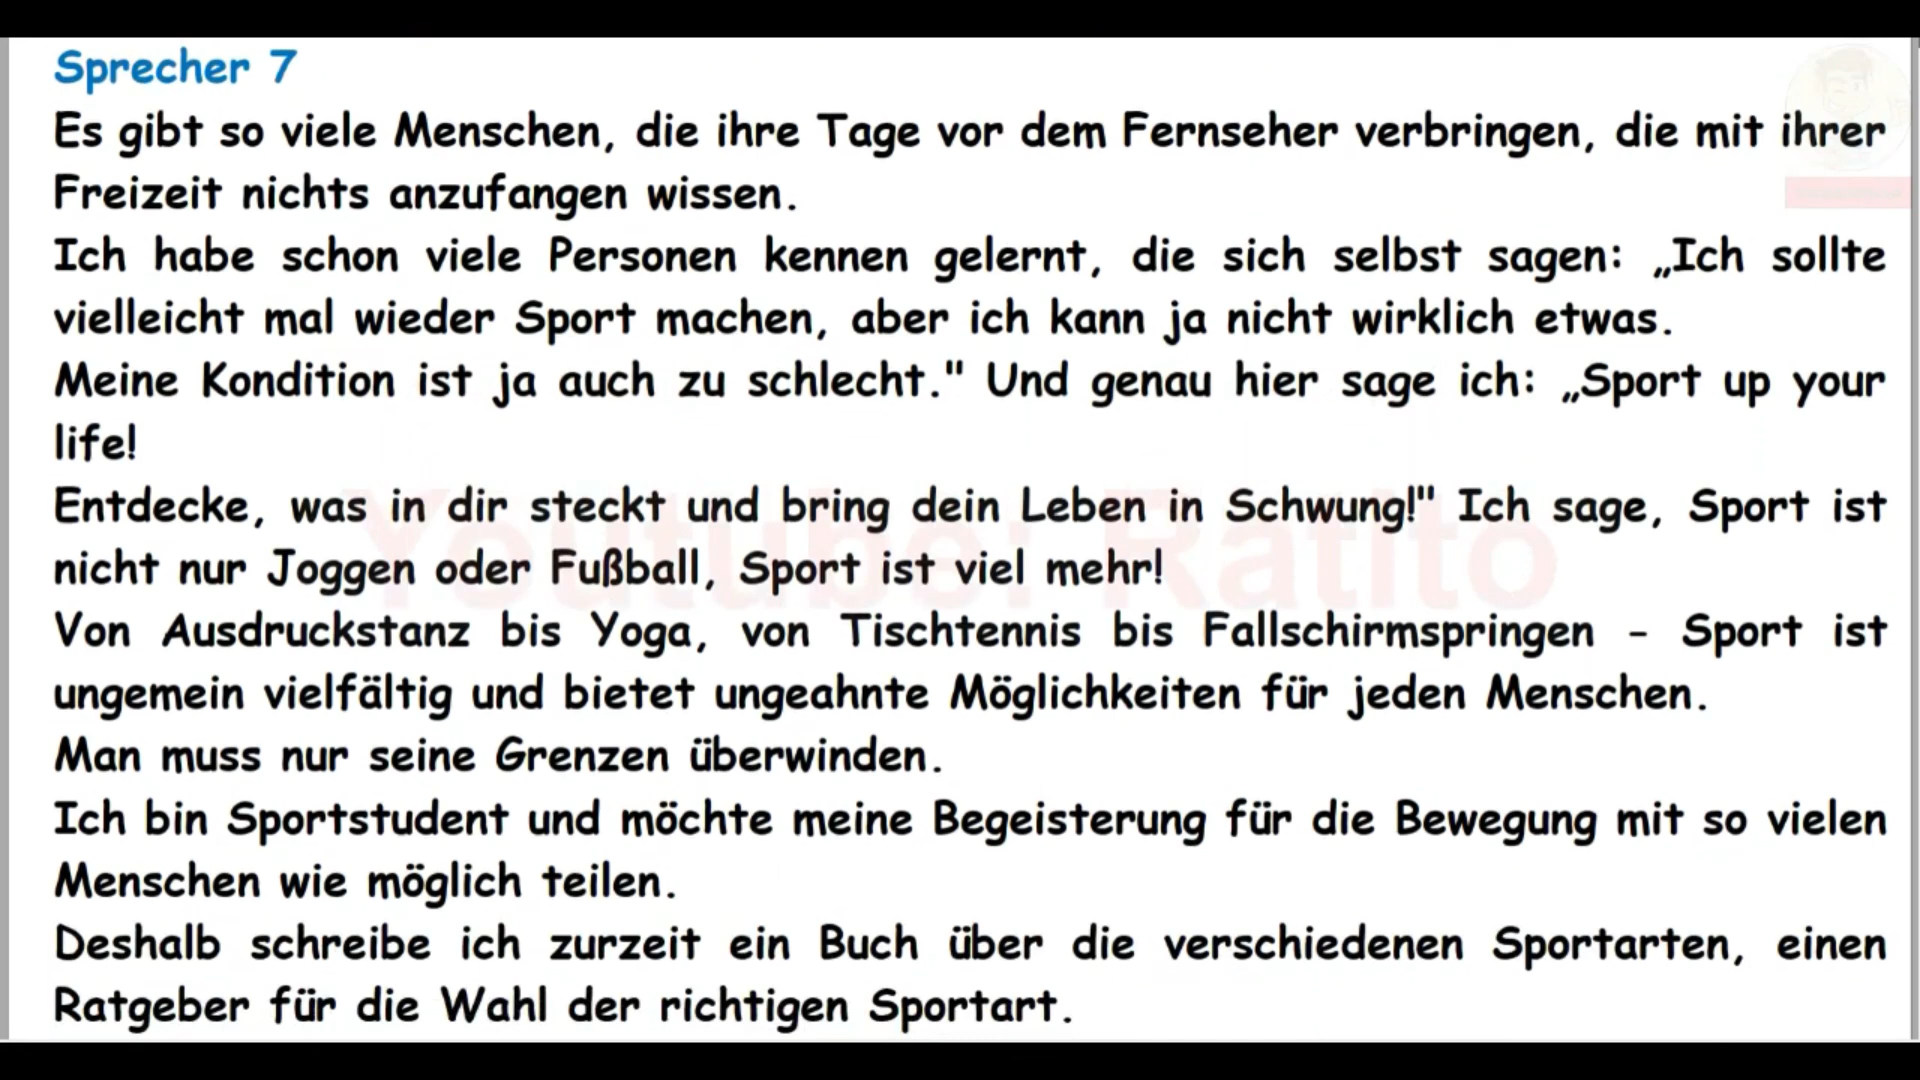 Sprecher 7
Es gibt so viele Menschen, die ihre Tage vor dem Fernseher verbringen, die mit ihrer
Freizeit nichts anzufangen wissen.
Ich habe schon viele Personen kennen gelernt, die sich selbst sagen: „Ich sollte
vielleicht mal wieder Sport machen, aber ich kann ja nicht wirklich etwas.
Meine Kondition ist ja auch zu schlecht." Und genau hier sage ich: „Sport up your
life!
Entdecke, was in dir steckt und bring dein Leben in Schwung!" Ich sage, Sport ist
nicht nur Joggen oder Fußball, Sport ist viel mehr!
Youtube: Ratito
Von Ausdruckstanz bis Yoga, von Tischtennis bis Fallschirmspringen - Sport ist
ungemein vielfältig und bietet ungeahnte Möglichkeiten für jeden Menschen.
Man muss nur seine Grenzen überwinden.
Ich bin Sportstudent und möchte meine Begeisterung für die Bewegung mit so vielen
Menschen wie möglich teilen.
Deshalb schreibe ich zurzeit ein Buch über die verschiedenen Sportarten, einen
Ratgeber für die Wahl der richtigen Sportart.